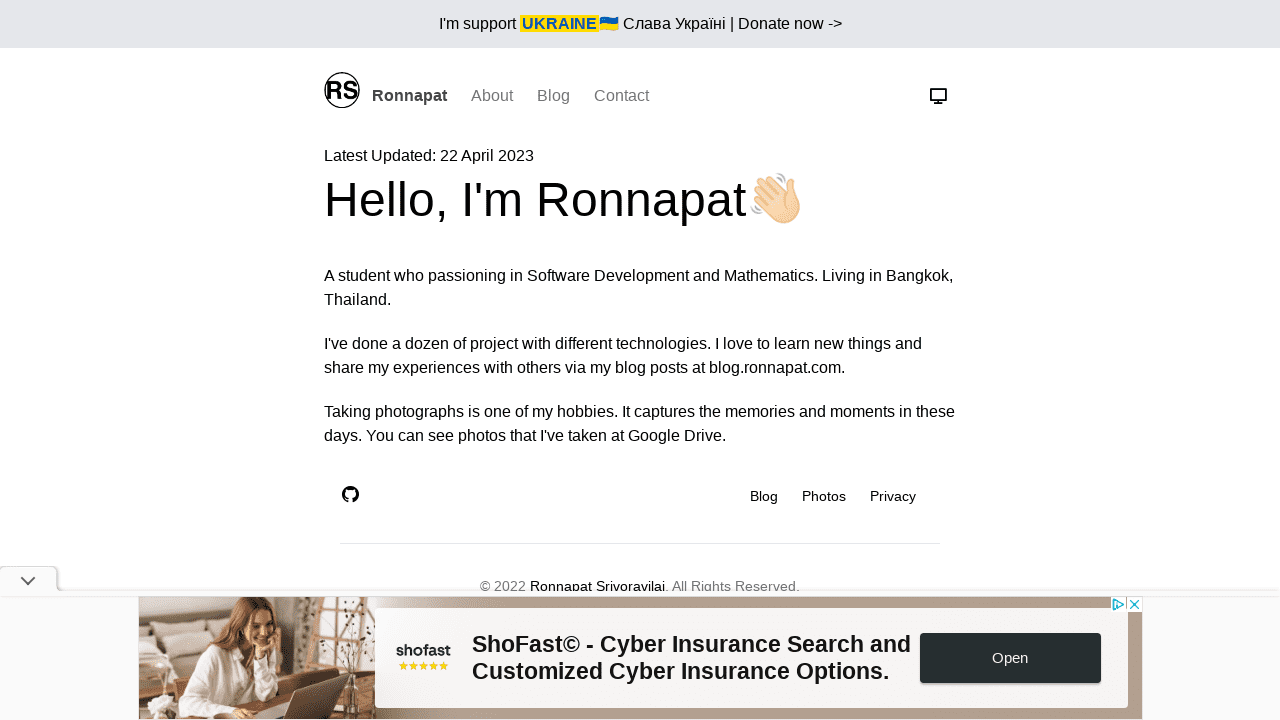 I'm support UKRAINE🇺🇦 Слава Україні | Donate now ->
RS Ronnapat About Blog Contact
Latest Updated: 22 April 2023
Hello, I'm Ronnapat👋🏻
A student who passioning in Software Development and Mathematics. Living in Bangkok,
Thailand.
I've done a dozen of project with different technologies. I love to learn new things and
share my experiences with others via my blog posts at blog.ronnapat.com.
Taking photographs is one of my hobbies. It captures the memories and moments in these
days. You can see photos that I've taken at Google Drive.
Blog Photos Privacy
© 2022 Ronnapat Srivoravilai. All Rights Reserved.
shofast
ShoFast© - Cyber Insurance Search and
Customized Cyber Insurance Options.
Open